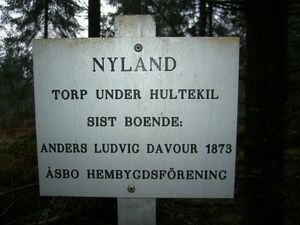 NYLAND
TORP UNDER HULTEKIL
SIST BOENDE:
ANDERS LUDVIG DAVOUR 1873
ÅSBO HEMBYGDSFÖRENING